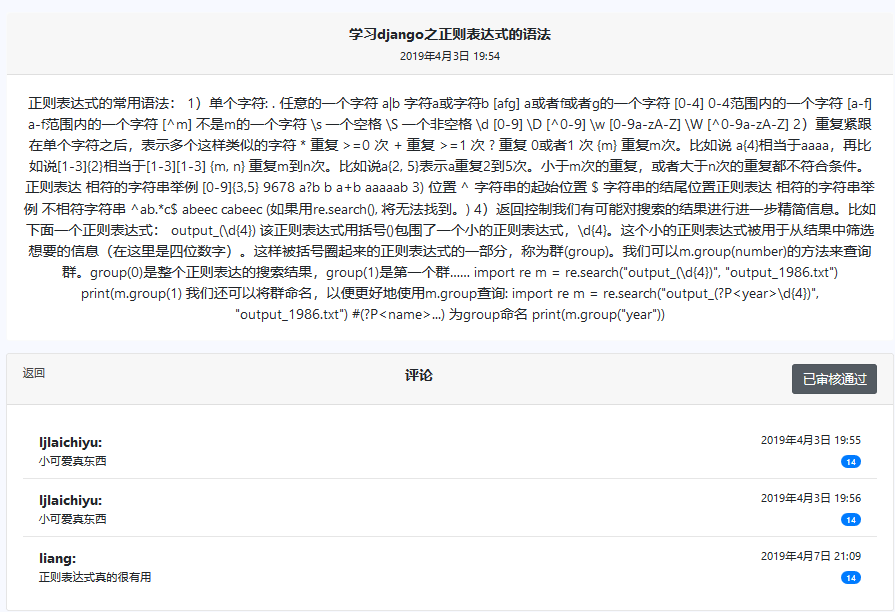 学习django之正则表达式的语法
2019年4月3日 19:54
正则表达式的常用语法： 1）单个字符: . 任意的一个字符 a|b 字符a或字符b [afg] a或者f或者g的一个字符 [0-4] 0-4范围内的一个字符 [a-f]
a-f范围内的一个字符 [^m] 不是m的一个字符 \s 一个空格 \S 一个非空格 \d [0-9] \D [^0-9] \w [0-9a-zA-Z] \W [^0-9a-zA-Z] 2）重复紧跟
在单个字符之后，表示多个这样类似的字符 * 重复 >=0 次 + 重复 >=1 次 ? 重复 0或者1 次 {m} 重复m次。比如说 a{4}相当于aaaa，再比
如说[1-3]{2}相当于[1-3][1-3] {m, n} 重复m到n次。比如说a{2, 5}表示a重复2到5次。小于m次的重复，或者大于n次的重复都不符合条件。
正则表达 相符的字符串举例 [0-9]{3,5} 9678 a?b b a+b aaaaab 3) 位置 ^ 字符串的起始位置 $ 字符串的结尾位置正则表达 相符的字符串举
例 不相符字符串 ^ab.*c$ abeec cabeec (如果用re.search(), 将无法找到。) 4）返回控制我们有可能对搜索的结果进行进一步精简信息。比如
下面一个正则表达式： output_(\d{4}) 该正则表达式用括号()包围了一个小的正则表达式，\d{4}。这个小的正则表达式被用于从结果中筛选
想要的信息（在这里是四位数字）。这样被括号圈起来的正则表达式的一部分，称为群(group)。我们可以m.group(number)的方法来查询
群。group(0)是整个正则表达的搜索结果，group(1)是第一个群…… import re m = re.search("output_(\d{4})", "output_1986.txt")
print(m.group(1) 我们还可以将群命名，以便更好地使用m.group查询: import re m = re.search("output_(?P<year>\d{4})",
"output_1986.txt") #(?P<name>...) 为group命名 print(m.group("year"))
返回
评论
已审核通过
ljlaichiyu:
2019年4月3日 19:55
小可爱真东西
14
ljlaichiyu:
2019年4月3日 19:56
小可爱真东西
14
liang:
2019年4月7日 21:09
正则表达式真的很有用
14